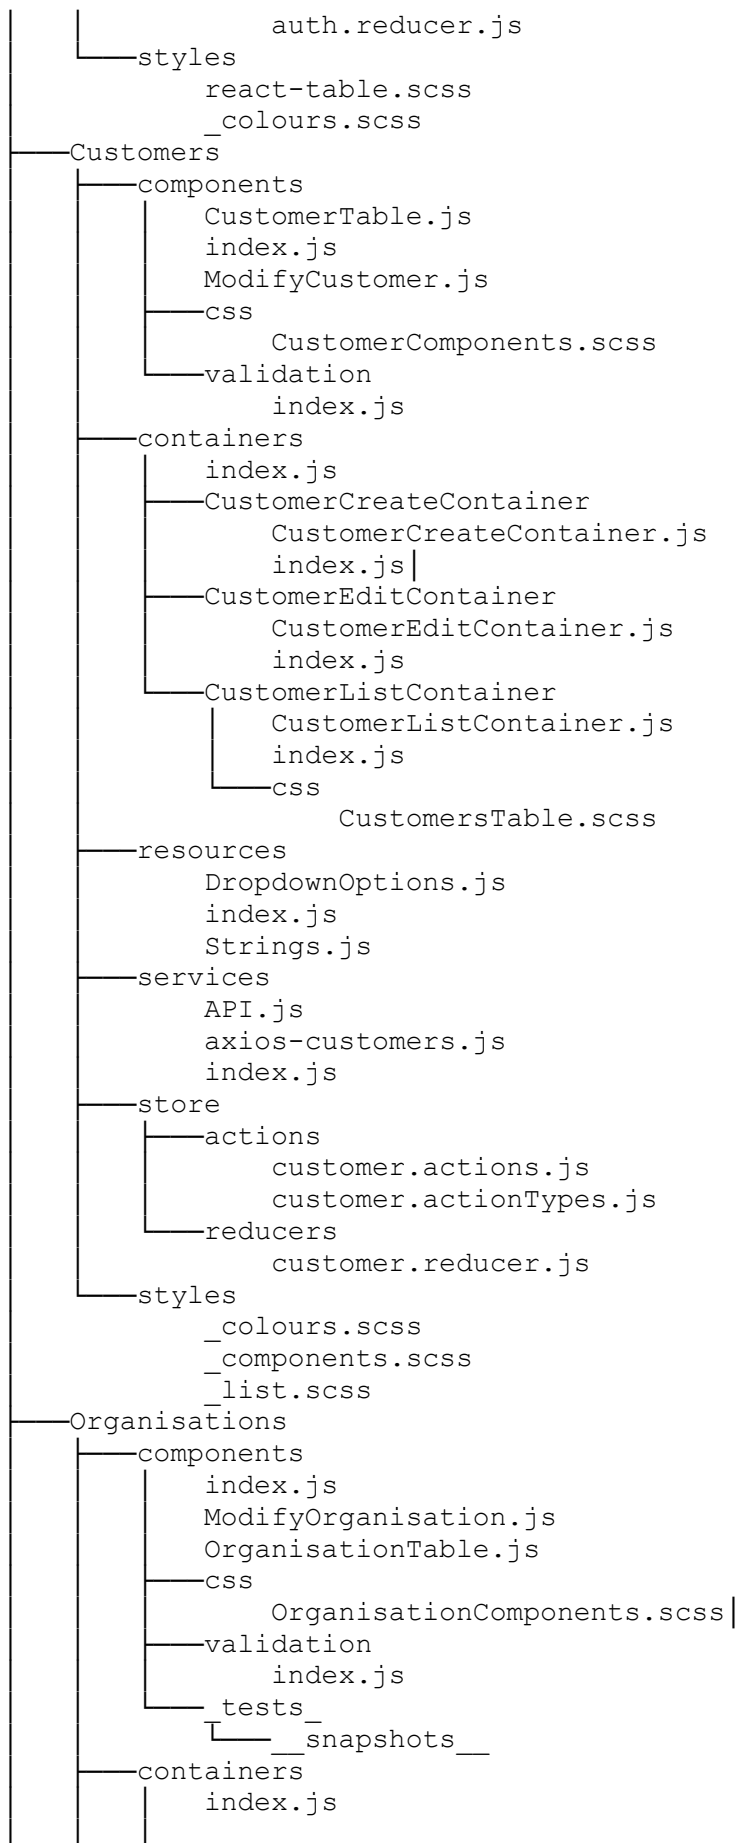 auth.reducer.js
styles
react-table.scss
_colours.scss
Customers
components
CustomerTable.js
index.js
ModifyCustomer.js
css
CustomerComponents.scss
validation
index.js
containers
index.js
CustomerCreateContainer
CustomerCreateContainer.js
index.js|
CustomerEditContainer
CustomerEditContainer.js
index.js
CustomerListContainer
CustomerListContainer.js
index.js
css
CustomersTable.scss
resources
DropdownOptions.js
index.js
Strings.js
services
API.js
axios-customers.js
index.js
store
actions
customer.actions.js
customer.actionTypes.js
reducers
customer.reducer.js
styles
_colours.scss
_components.scss
_list.scss
Organisations
components
index.js
ModifyOrganisation.js
OrganisationTable.js
css
OrganisationComponents.scss|
validation
index.js
_tests_
__snapshots__
containers
index.js